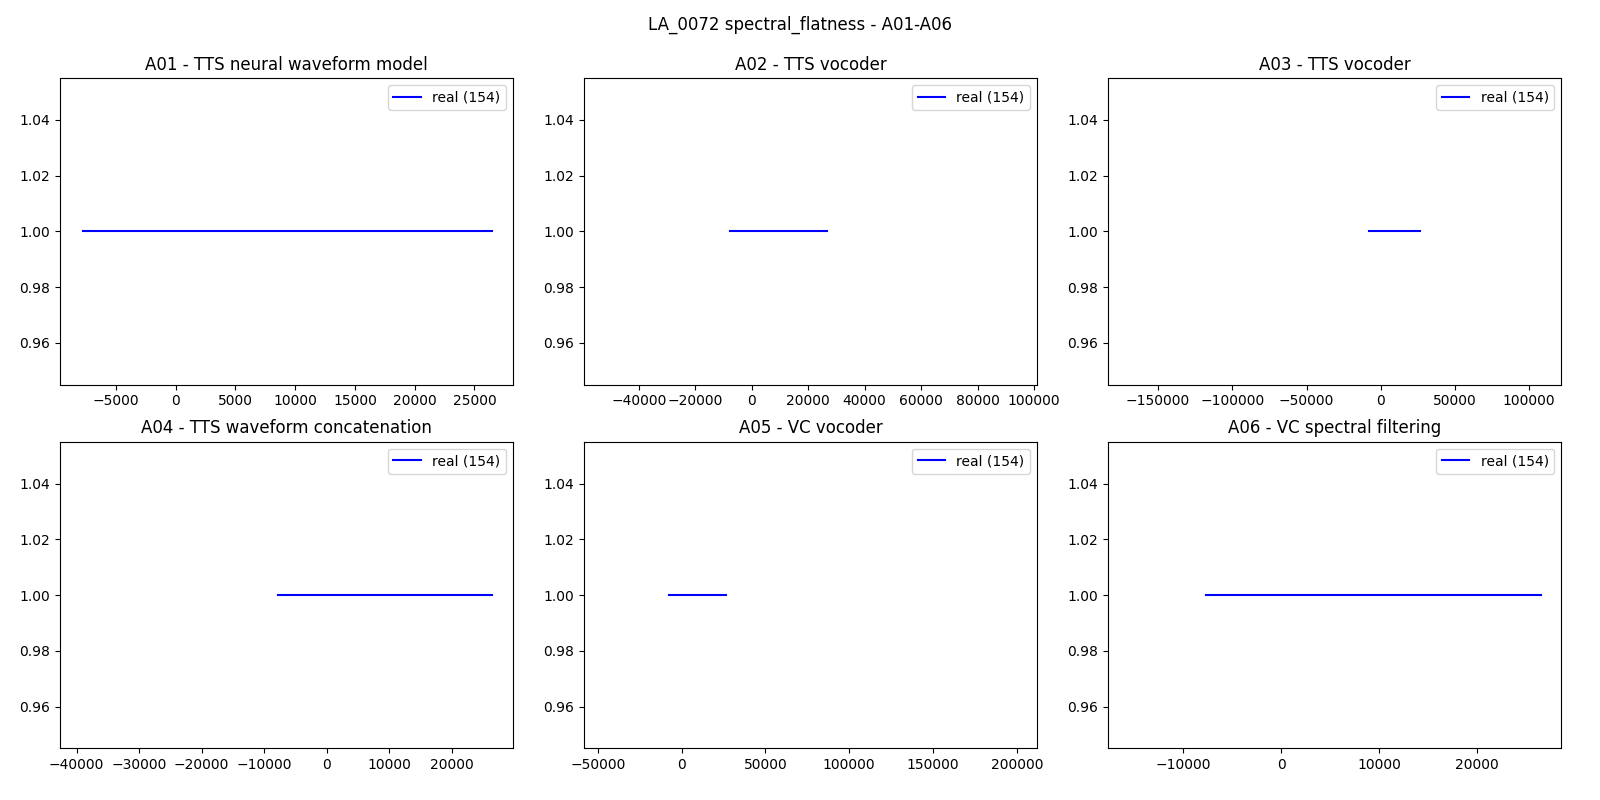 LA_0072 spectral_flatness - A01-A06
A01 - TTS neural waveform model
real (154)
1.04
1.02
1.00
0.98
0.96
−5000 0 5000 10000 15000 20000 25000
A02 - TTS vocoder
real (154)
1.04
1.02
1.00
0.98
0.96
−40000 −20000 0 20000 40000 60000 80000 100000
A03 - TTS vocoder
real (154)
1.04
1.02
1.00
0.98
0.96
−150000 −100000 −50000 0 50000 100000
A04 - TTS waveform concatenation
real (154)
1.04
1.02
1.00
0.98
0.96
−40000 −30000 −20000 −10000 0 10000 20000
A05 - VC vocoder
real (154)
1.04
1.02
1.00
0.98
0.96
−50000 0 50000 100000 150000 200000
A06 - VC spectral filtering
real (154)
1.04
1.02
1.00
0.98
0.96
−10000 0 10000 20000